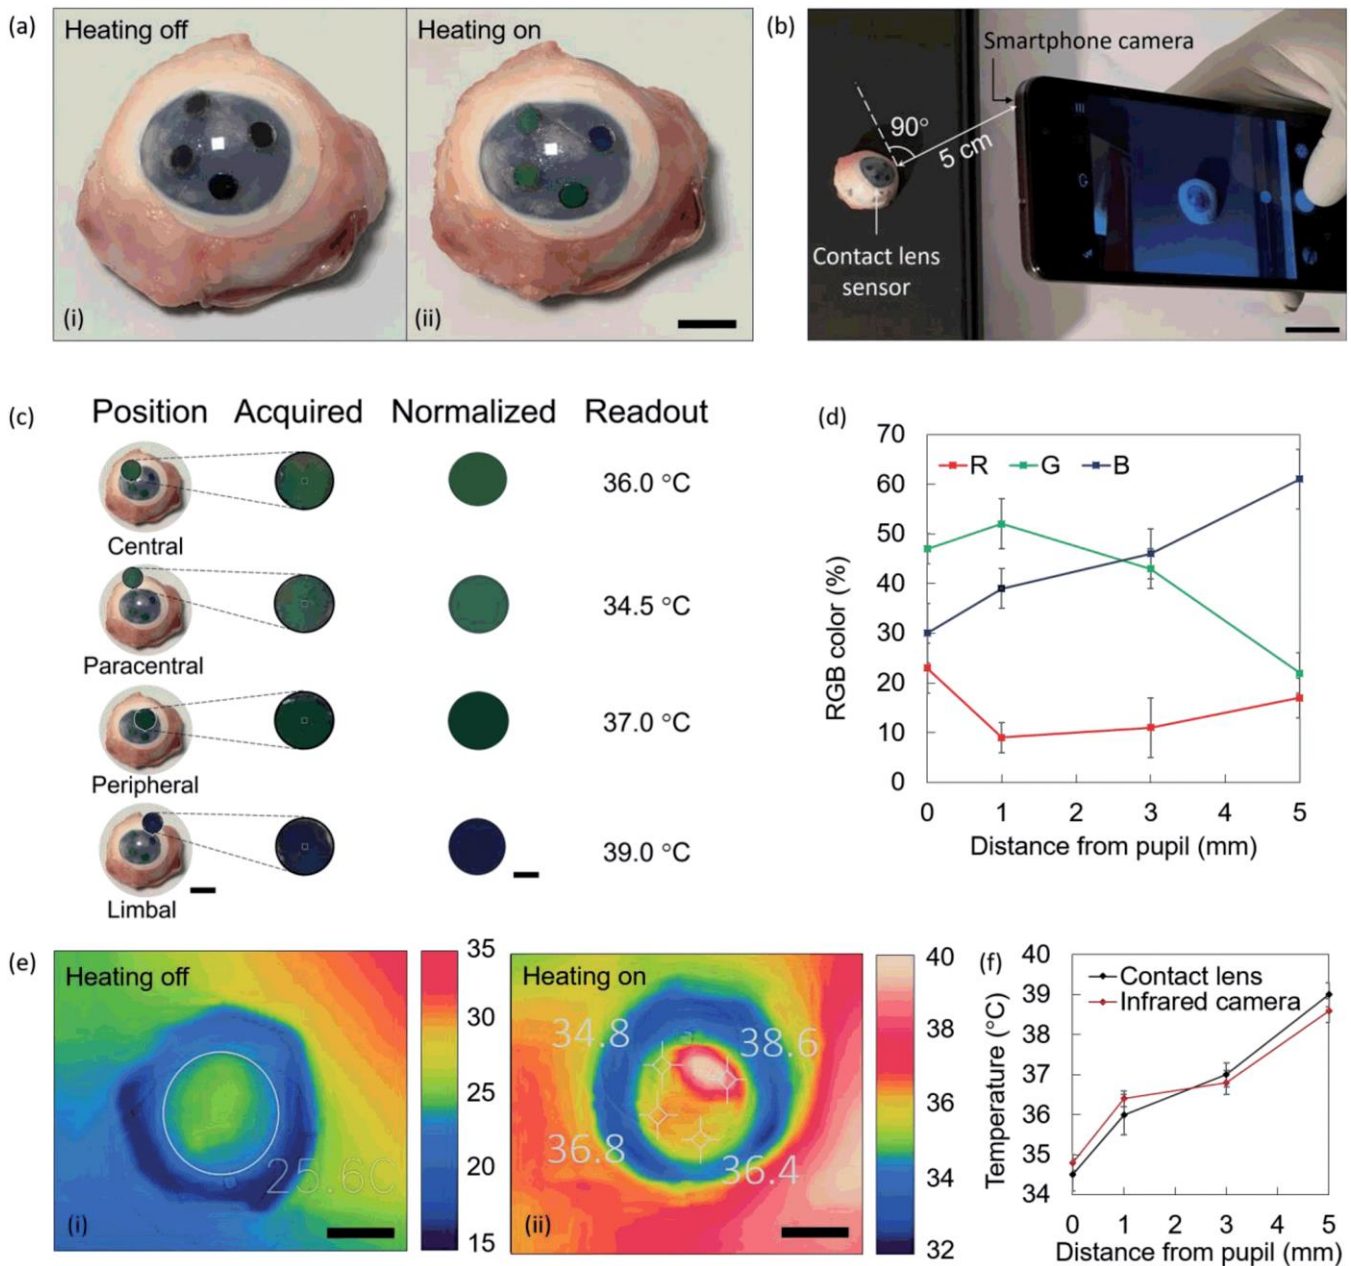 (a)
Heating off
Heating on
(i)
(ii)
(b)
Smartphone camera
90°
5 cm
Contact lens
sensor
(c)
Position Acquired Normalized Readout
36.0 °C
Central
34.5 °C
Paracentral
37.0 °C
Peripheral
39.0 °C
Limbal
(d)
70
60
50
40
30
20
10
0
RGB color (%)
R G B
0 1 2 3 4 5
Distance from pupil (mm)
(e)
Heating off
25.6C
(i)
35
30
25
20
15
Heating on
34.8
38.6
36.8
36.4
(ii)
40
38
36
34
32
(f)
40
39
38
37
36
35
34
Temperature (°C)
Contact lens
Infrared camera
0 1 2 3 4 5
Distance from pupil (mm)